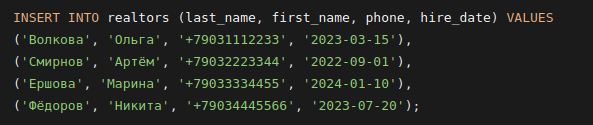 INSERT INTO realtors (last_name, first_name, phone, hire_date) VALUES
('Волкова', 'Ольга', '+79031112233', '2023-03-15'),
('Смирнов', 'Артём', '+79032223344', '2022-09-01'),
('Ершова', 'Марина', '+79033334455', '2024-01-10'),
('Фёдоров', 'Никита', '+79034445566', '2023-07-20');